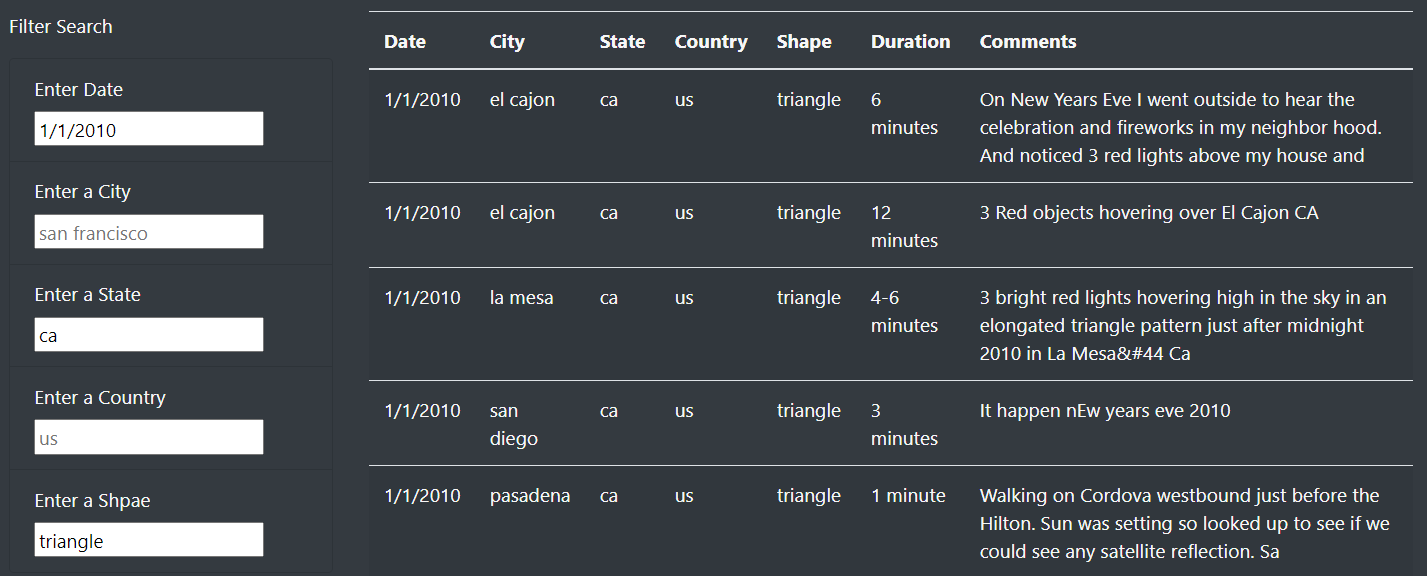 Filter Search
Enter Date
1/1/2010
Enter a City
san francisco
Enter a State
ca
Enter a Country
us
Enter a Shpae
triangle
Date City State Country Shape Duration Comments
1/1/2010 el cajon ca us triangle 6 On New Years Eve I went outside to hear the
minutes celebration and fireworks in my neighbor hood.
And noticed 3 red lights above my house and
1/1/2010 el cajon ca us triangle 12 3 Red objects hovering over El Cajon CA
minutes
1/1/2010 la mesa ca us triangle 4-6 3 bright red lights hovering high in the sky in an
minutes elongated triangle pattern just after midnight
2010 in La Mesa&#44 Ca
1/1/2010 san ca us triangle 3 It happen nEw years eve 2010
diego minutes
1/1/2010 pasadena ca us triangle 1 minute Walking on Cordova westbound just before the
Hilton. Sun was setting so looked up to see if we
could see any satellite reflection. Sa